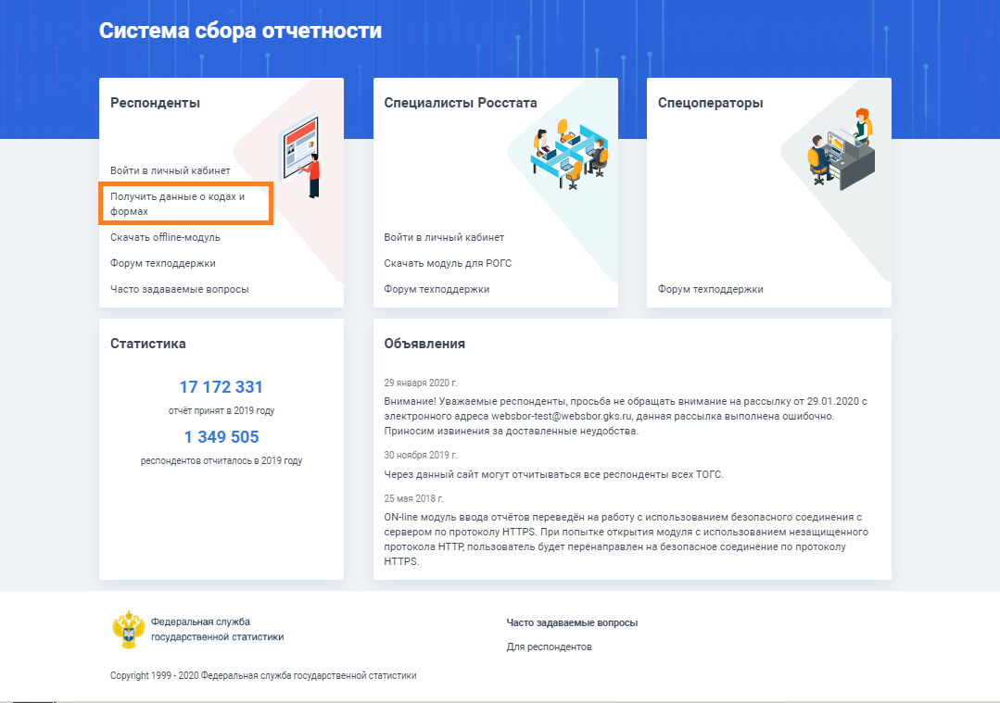 Система сбора отчетности
Респонденты
Войти в личный кабинет
Получить данные о кодах и
формах
Скачать offline-модуль
Форум техподдержки
Часто задаваемые вопросы
Специалисты Росстата
Войти в личный кабинет
Скачать модуль для РОГС
Форум техподдержки
Спецоператоры
Форум техподдержки
Статистика
17 172 331
отчёт принят в 2019 году
1 349 505
респондентов отчиталось в 2019 году
Объявления
29 января 2020 г.
Внимание! Уважаемые респонденты, просьба не обращать внимание на рассылку от 29.01.2020 с
электронного адреса websbor-test@websbor.gks.ru, данная рассылка выполнена ошибочно.
Приносим извинения за доставленные неудобства.
30 ноября 2019 г.
Через данный сайт могут отчитываться все респонденты всех ТОГС.
25 мая 2018 г.
ON-line модуль ввода отчётов переведён на работу с использованием безопасного соединения с
сервером по протоколу HTTPS. При попытке открытия модуля с использованием незащищенного
протокола HTTP, пользователь будет перенаправлен на безопасное соединение по протоколу
HTTPS.
Федеральная служба
государственной статистики
Часто задаваемые вопросы
Для респондентов
Copyright 1999 - 2020 Федеральная служба государственной статистики